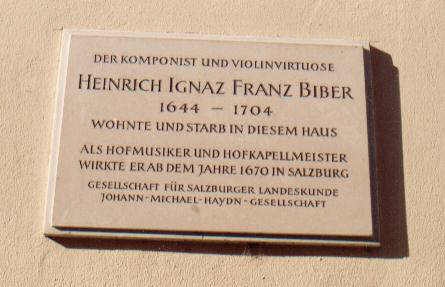 DER KOMPONIST UND VIOLINVIRTUOSE
HEINRICH IGNAZ FRANZ BIBER
1644 – 1704
WOHNTE UND STARB IN DIESEM HAUS
ALS HOFMUSIKER UND HOFKAPELLMEISTER
WIRKTE ER AB DEM JAHRE 1670 IN SALZBURG
GESELLSCHAFT FÜR SALZBURGER LANDESKUNDE
JOHANN-MICHAEL-HAYDN-GESELLSCHAFT